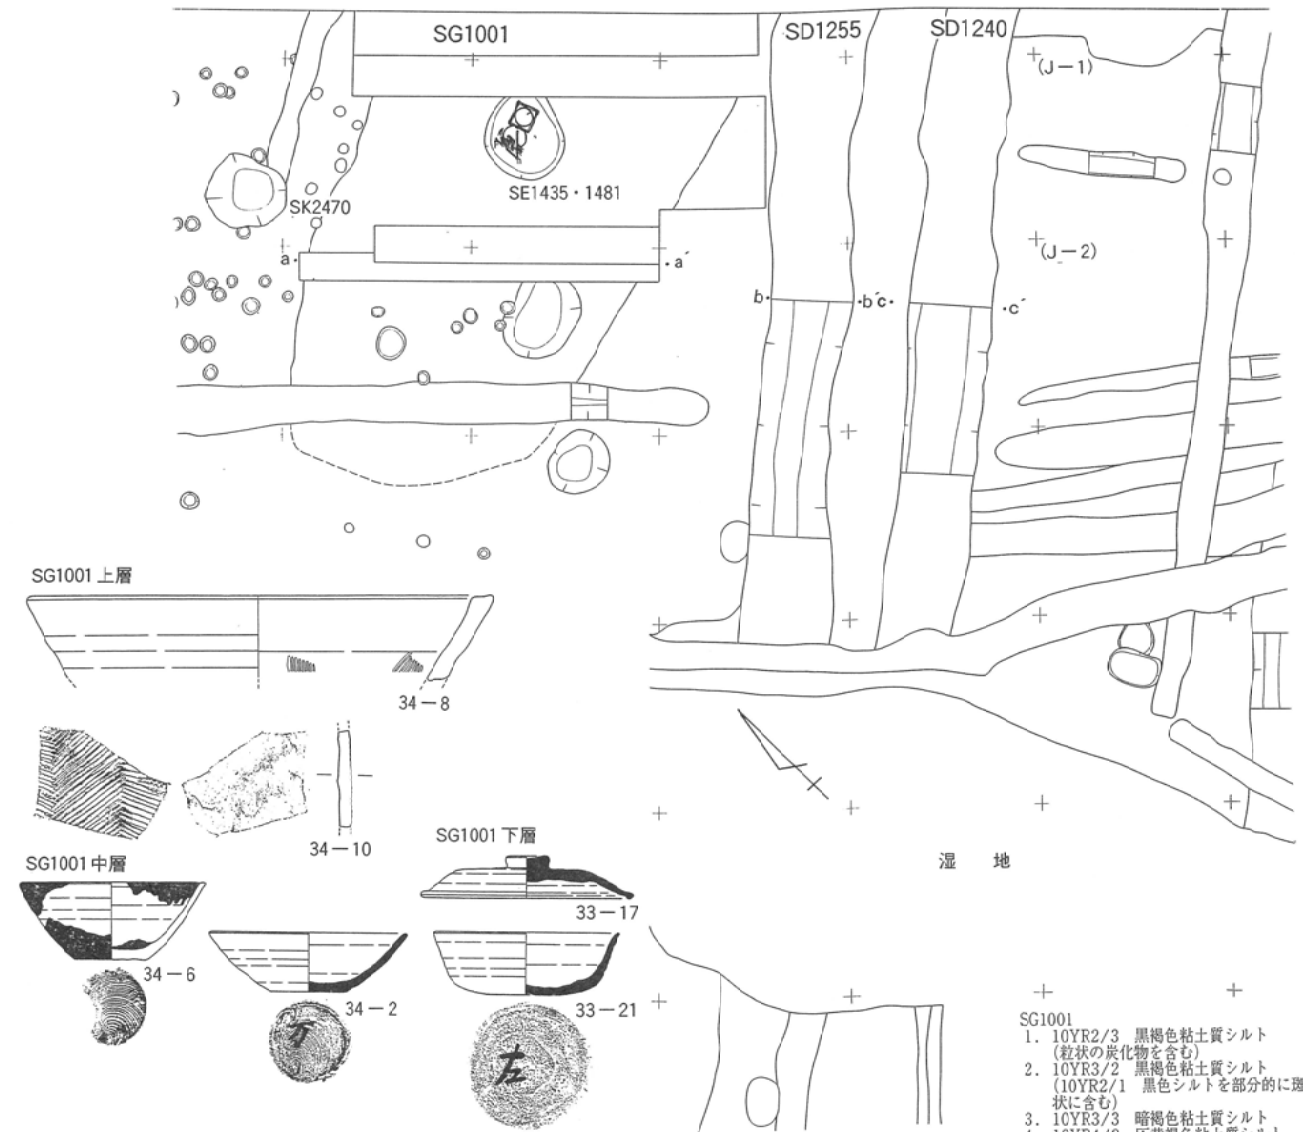 SG1001
SD1255
SD1240
(J－1)
SE1435・1481
SK2470
(J－2)
a
a´
b
b´c
c´
SG1001 上層
34－8
34－10
SG1001 下層
SG1001 中層
湿　地
33－17
34－6
34－2
33－21
万
左
SG1001
1. 10YR2/3 黒褐色粘土質シルト
(粒状の炭化物を含む)
2. 10YR3/2 黒褐色粘土質シルト
(10YR2/1 黒色シルトを部分的に斑
状に含む)
3. 10YR3/3 暗褐色粘土質シルト